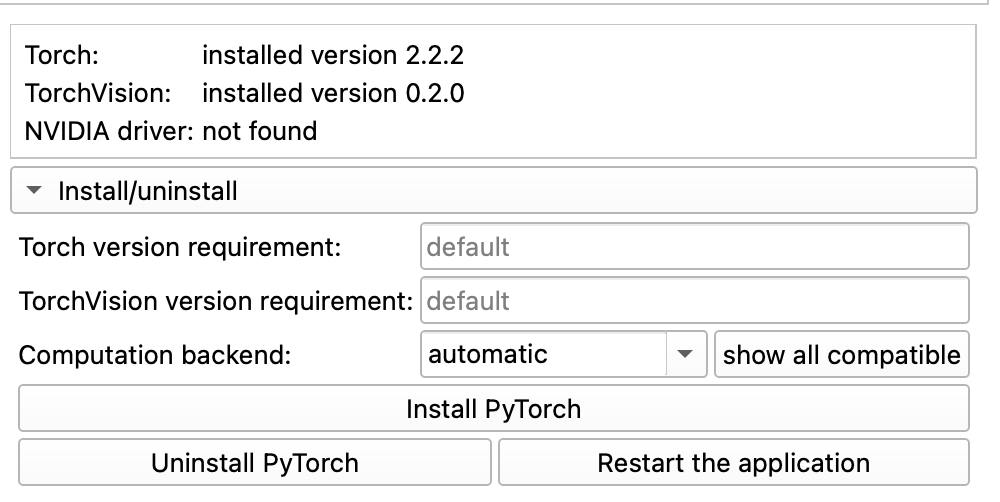 Torch: installed version 2.2.2
TorchVision: installed version 0.2.0
NVIDIA driver: not found
Install/uninstall
Torch version requirement: default
TorchVision version requirement: default
Computation backend: automatic show all compatible
Install PyTorch
Uninstall PyTorch Restart the application